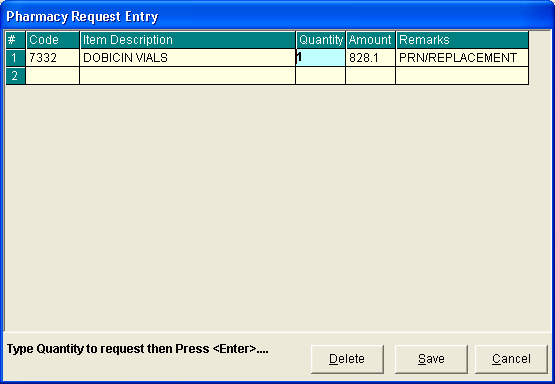 Pharmacy Request Entry
# Code Item Description Quantity Amount Remarks
1 7332 DOBICIN VIALS 1 828.1 PRN/REPLACEMENT
2
Type Quantity to request then Press <Enter>....
Delete Save Cancel